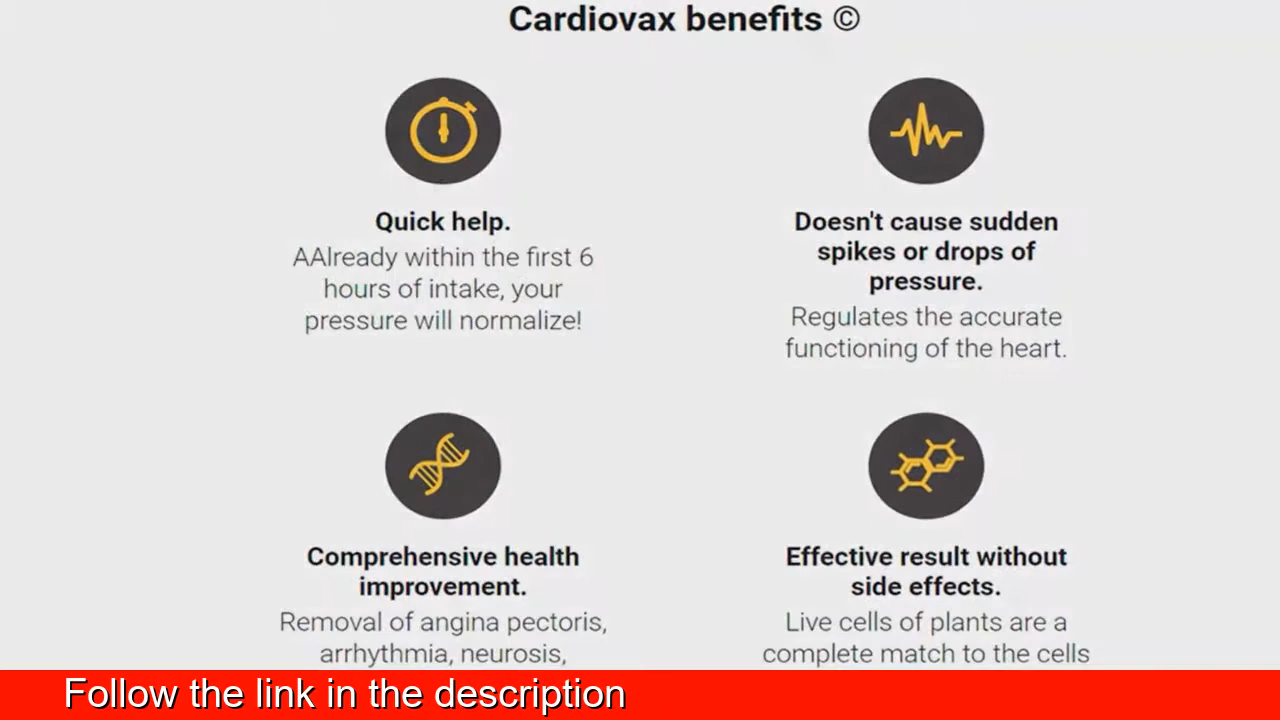 Cardiovax benefits ©
Quick help.
AAlready within the first 6
hours of intake, your
pressure will normalize!
Doesn't cause sudden
spikes or drops of
pressure.
Regulates the accurate
functioning of the heart.
Comprehensive health
improvement.
Removal of angina pectoris,
arrhythmia, neurosis,
Effective result without
side effects.
Live cells of plants are a
complete match to the cells
Follow the link in the description